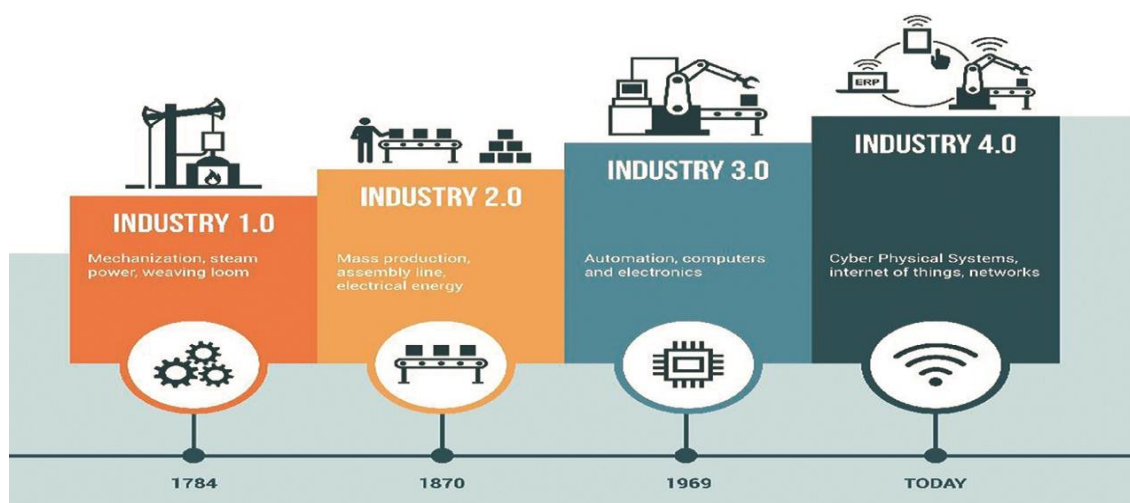 ERP
INDUSTRY 1.0
Mechanization, steam
power, weaving loom
INDUSTRY 2.0
Mass production,
assembly line,
electrical energy
INDUSTRY 3.0
Automation, computers
and electronics
INDUSTRY 4.0
Cyber Physical Systems,
internet of things, networks
1784
1870
1969
TODAY